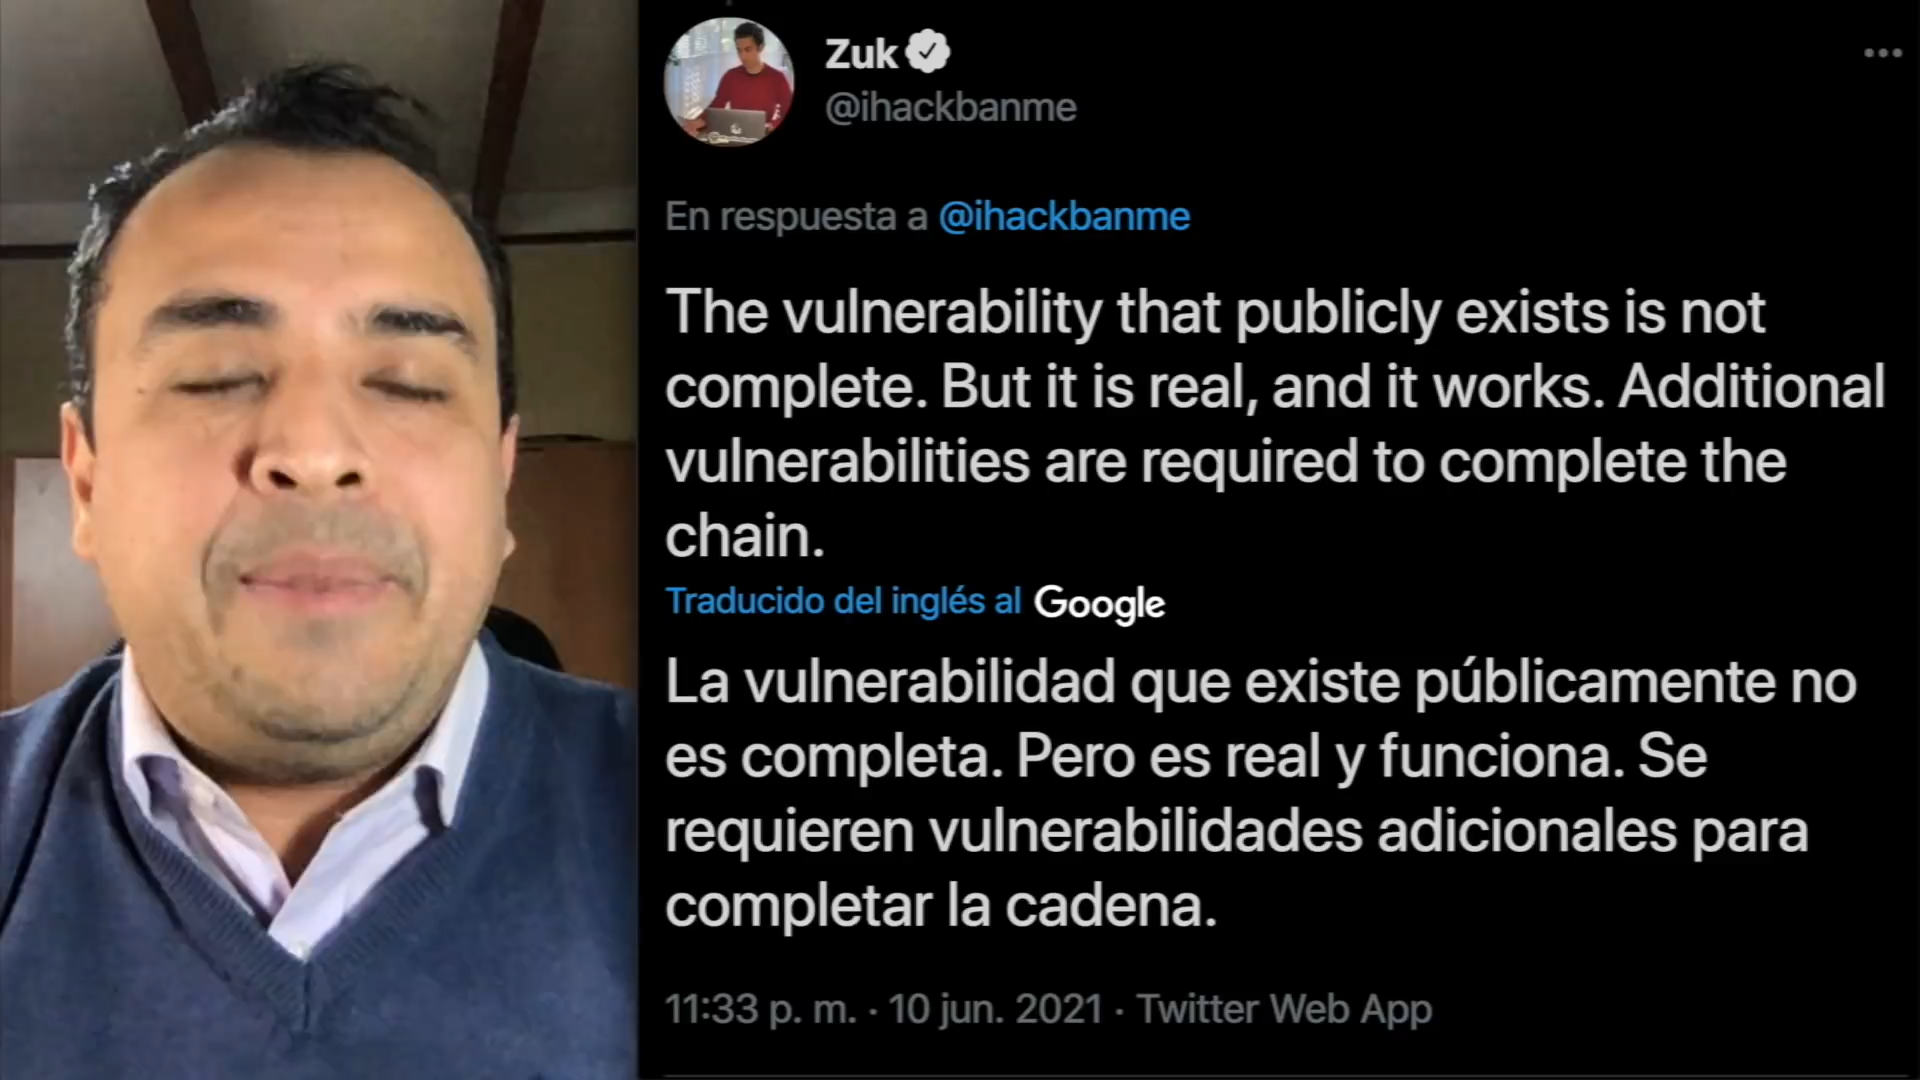 Zuk
@ihackbanme
En respuesta a @ihackbanme
The vulnerability that publicly exists is not
complete. But it is real, and it works. Additional
vulnerabilities are required to complete the
chain.
Traducido del inglés al Google
La vulnerabilidad que existe públicamente no
es completa. Pero es real y funciona. Se
requieren vulnerabilidades adicionales para
completar la cadena.
11:33 p. m. · 10 jun. 2021 · Twitter Web App